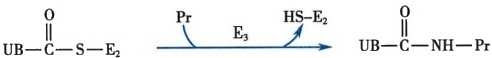 O O
Pr HS—E₂
UB—C—S—E₂ E₃ UB—C—NH—Pr